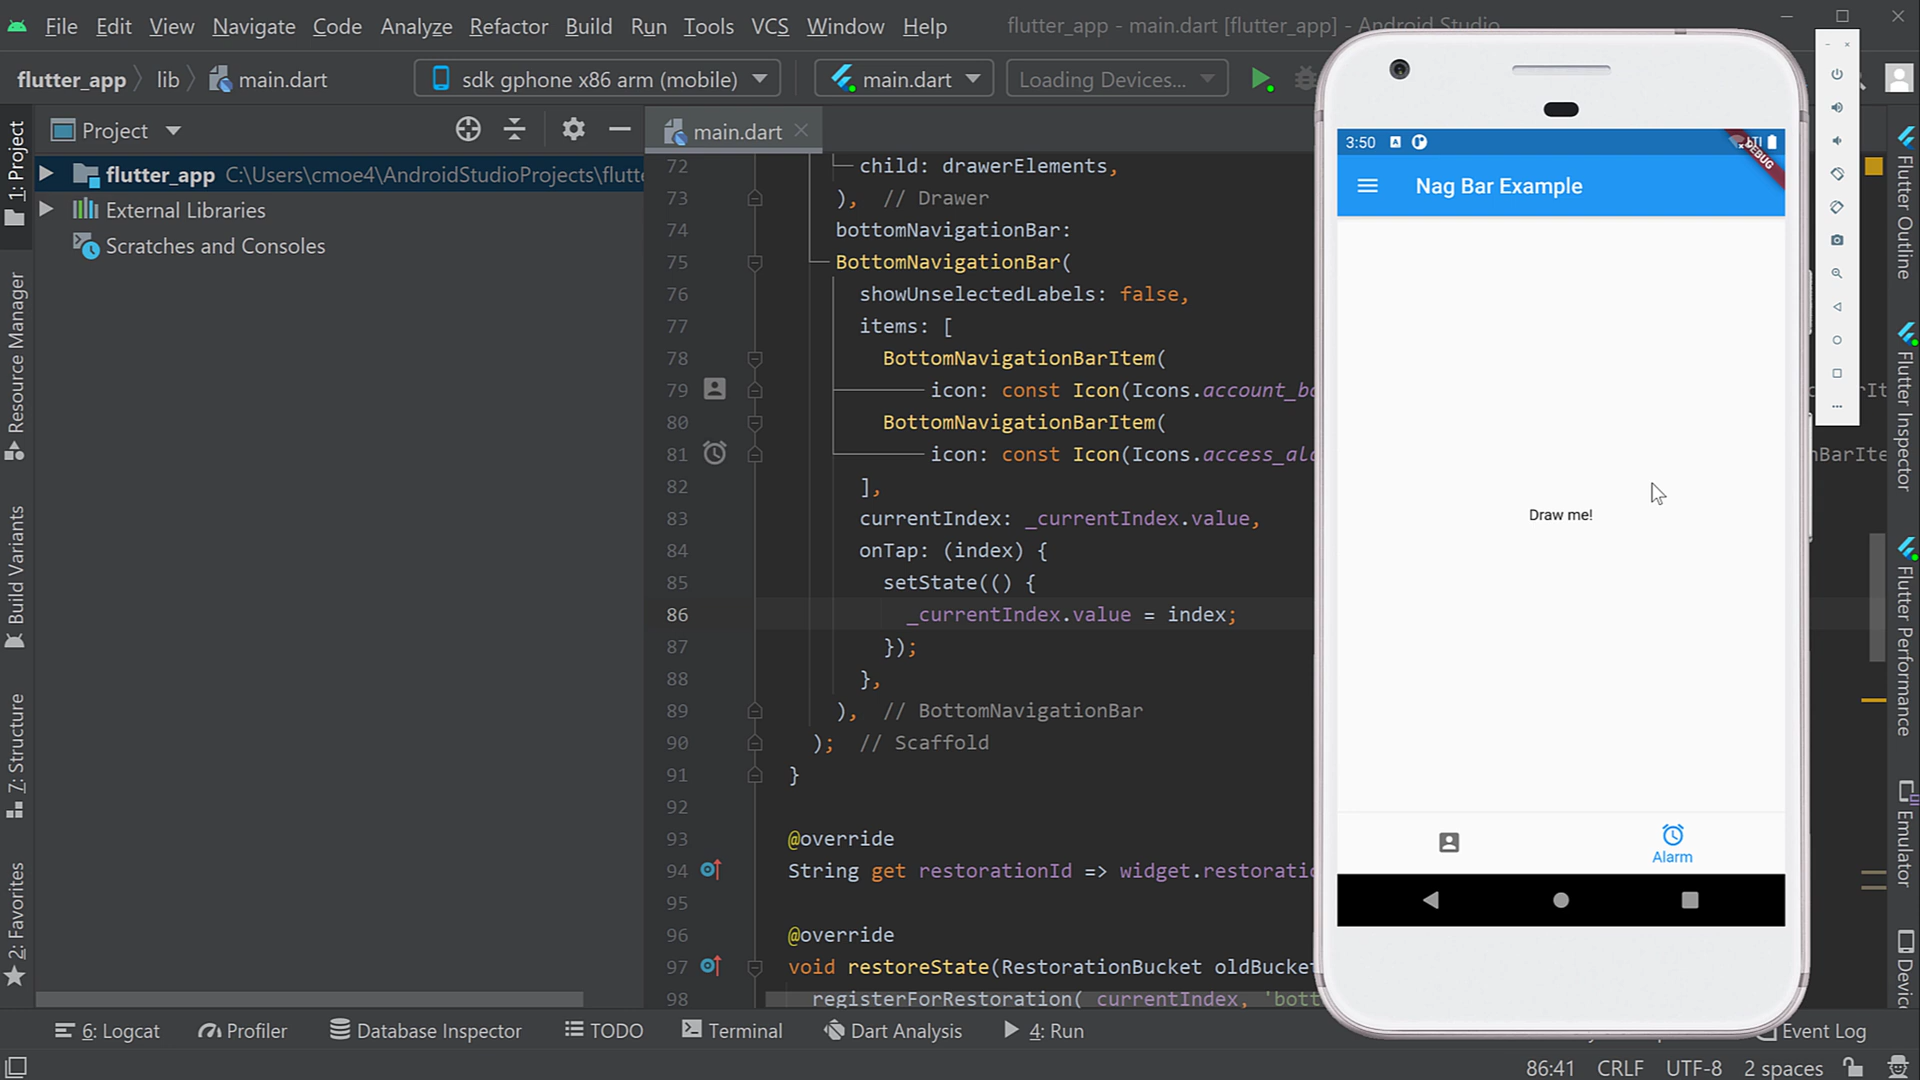 File Edit View Navigate Code Analyze Refactor Build Run Tools VCS Window Help flutter_app - main.dart [flutter_app] - Android Studio
flutter_app lib main.dart sdk gphone x86 arm (mobile) main.dart Loading Devices...
1: Project
Resource Manager
Build Variants
7: Structure
2: Favorites
Project
flutter_app C:\Users\cmoe4\AndroidStudioProjects\flutte
External Libraries
Scratches and Consoles
main.dart
72 child: drawerElements,
73 ), // Drawer
74 bottomNavigationBar:
75 BottomNavigationBar(
76 showUnselectedLabels: false,
77 items: [
78 BottomNavigationBarItem(
79 icon: const Icon(Icons.account_bo
80 BottomNavigationBarItem(
81 icon: const Icon(Icons.access_ala
82 ],
83 currentIndex: _currentIndex.value,
84 onTap: (index) {
85 setState(() {
86 _currentIndex.value = index;
87 });
88 },
89 ), // BottomNavigationBar
90 ); // Scaffold
91 }
92
93 @override
94 String get restorationId => widget.restoratio
95
96 @override
97 void restoreState(RestorationBucket oldBucket
98 registerForRestoration(_currentIndex, 'bott
3:50
DEBUG
Nag Bar Example
Draw me!
Alarm
nBarIte
Flutter Outline
Flutter Inspector
Flutter Performance
Emulator
Devic
6: Logcat Profiler Database Inspector TODO Terminal Dart Analysis 4: Run Event Log
86:41 CRLF UTF-8 2 spaces